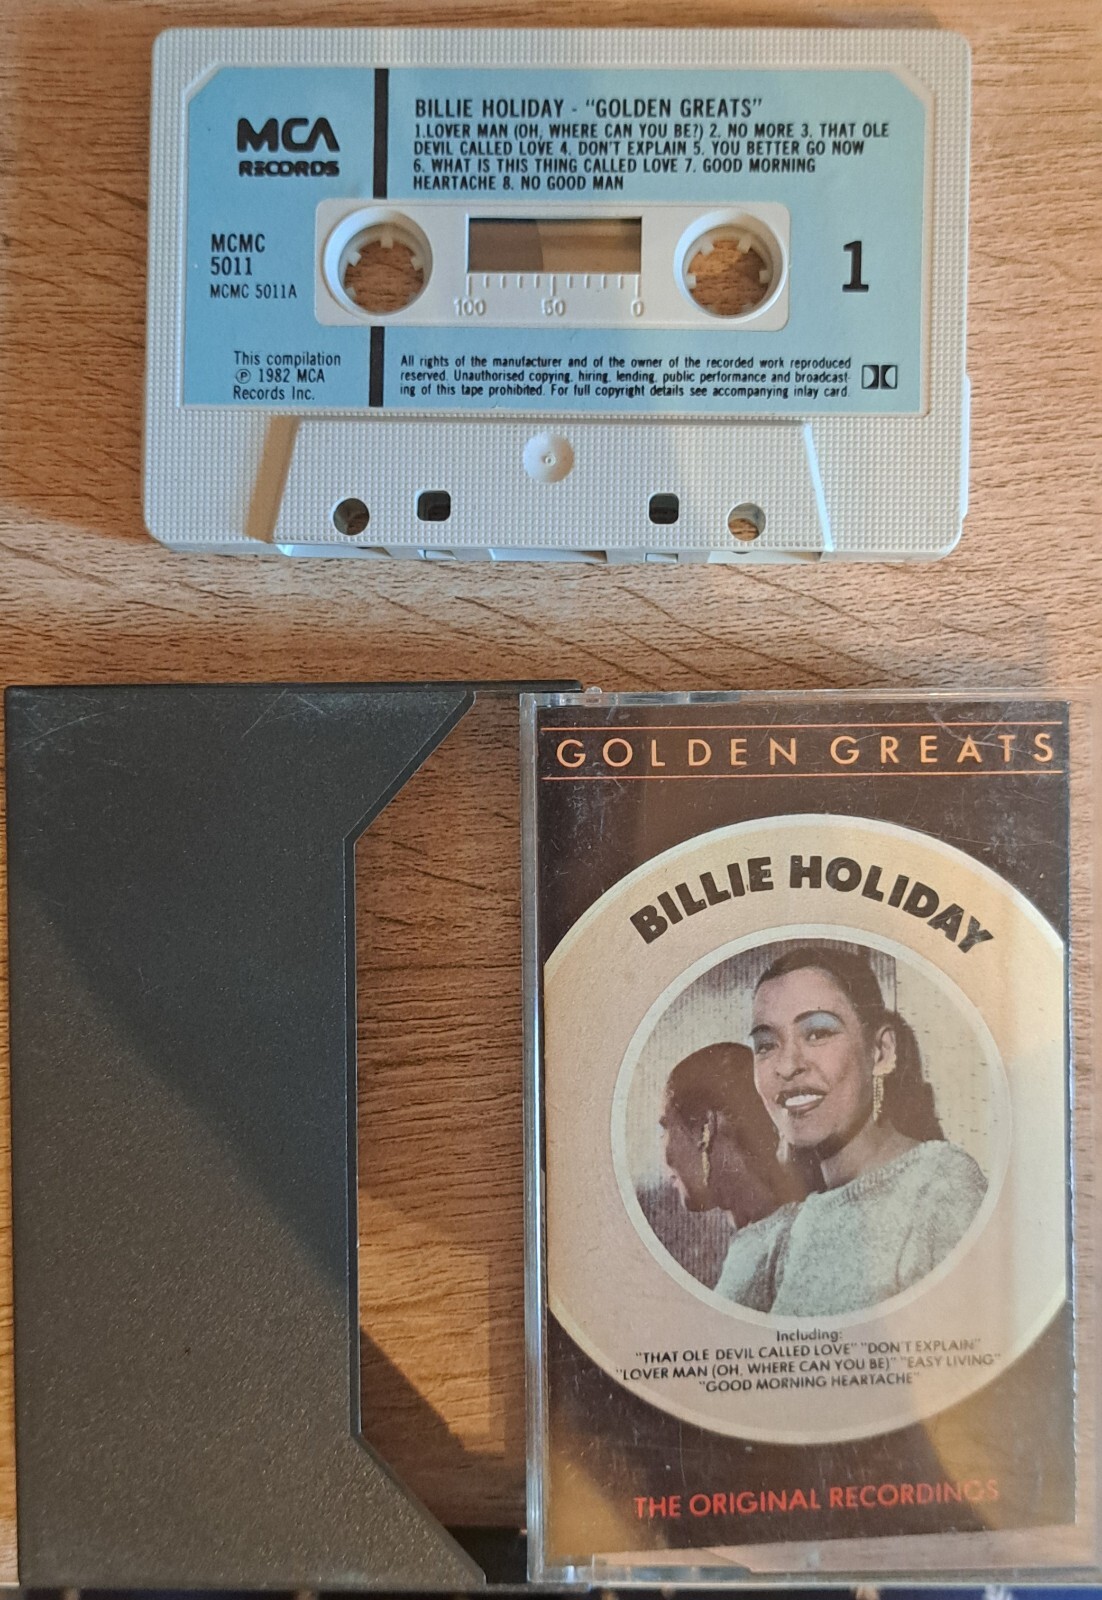 MCA
RECORDS
BILLIE HOLIDAY - "GOLDEN GREATS"
1.LOVER MAN (OH, WHERE CAN YOU BE?) 2. NO MORE 3. THAT OLE
DEVIL CALLED LOVE 4. DON'T EXPLAIN 5. YOU BETTER GO NOW
6. WHAT IS THIS THING CALLED LOVE 7. GOOD MORNING
HEARTACHE 8. NO GOOD MAN
MCMC
5011
MCMC 5011A
1
100 50 0
This compilation
℗ 1982 MCA
Records Inc.
All rights of the manufacturer and of the owner of the recorded work reproduced
reserved. Unauthorised copying, hiring, lending, public performance and broadcast-
ing of this tape prohibited. For full copyright details see accompanying inlay card.
GOLDEN GREATS
BILLIE HOLIDAY
Including:
"THAT OLE DEVIL CALLED LOVE" "DON'T EXPLAIN"
"LOVER MAN (OH, WHERE CAN YOU BE)" "EASY LIVING"
"GOOD MORNING HEARTACHE"
THE ORIGINAL RECORDINGS